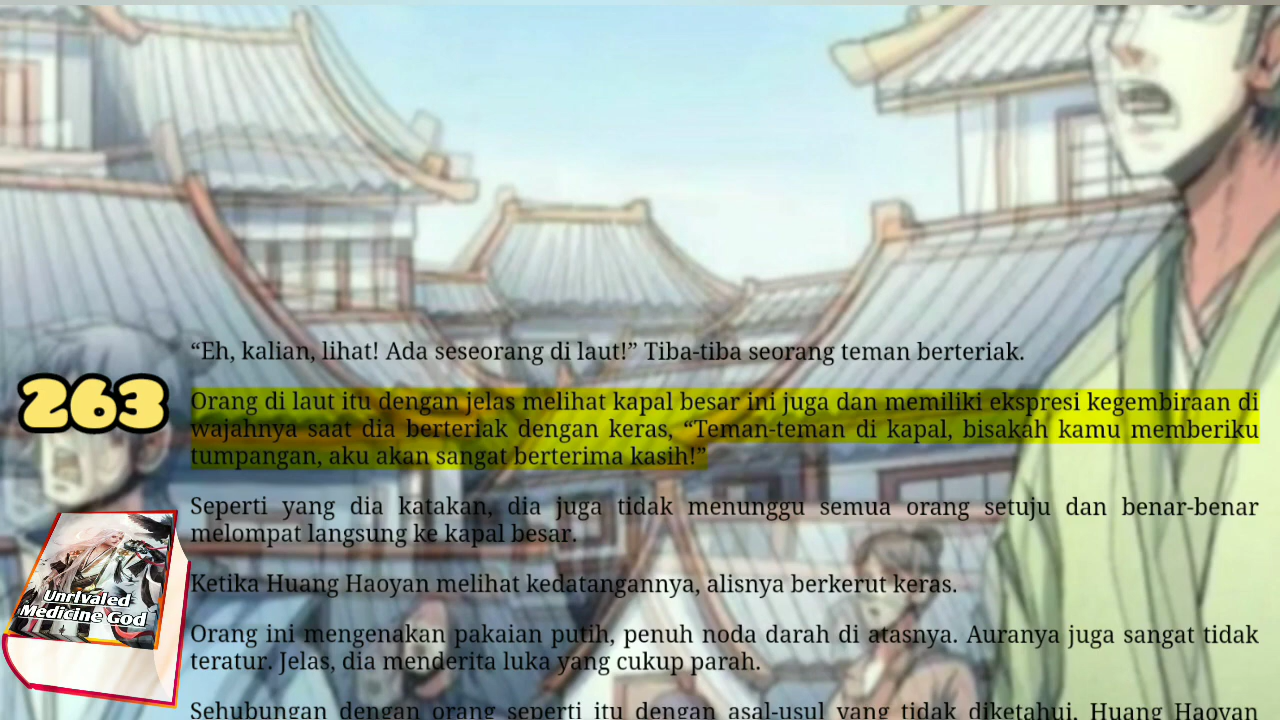 “Eh, kalian, lihat! Ada seseorang di laut!” Tiba-tiba seorang teman berteriak.
Orang di laut itu dengan jelas melihat kapal besar ini juga dan memiliki ekspresi kegembiraan di
wajahnya saat dia berteriak dengan keras, “Teman-teman di kapal, bisakah kamu memberiku
tumpangan, aku akan sangat berterima kasih!”
263
Seperti yang dia katakan, dia juga tidak menunggu semua orang setuju dan benar-benar
melompat langsung ke kapal besar.
Ketika Huang Haoyan melihat kedatangannya, alisnya berkerut keras.
Unrivaled
Medicine God
Orang ini mengenakan pakaian putih, penuh noda darah di atasnya. Auranya juga sangat tidak
teratur. Jelas, dia menderita luka yang cukup parah.
Sehubungan dengan orang seperti itu dengan asal-usul yang tidak diketahui, Huang Haoyan